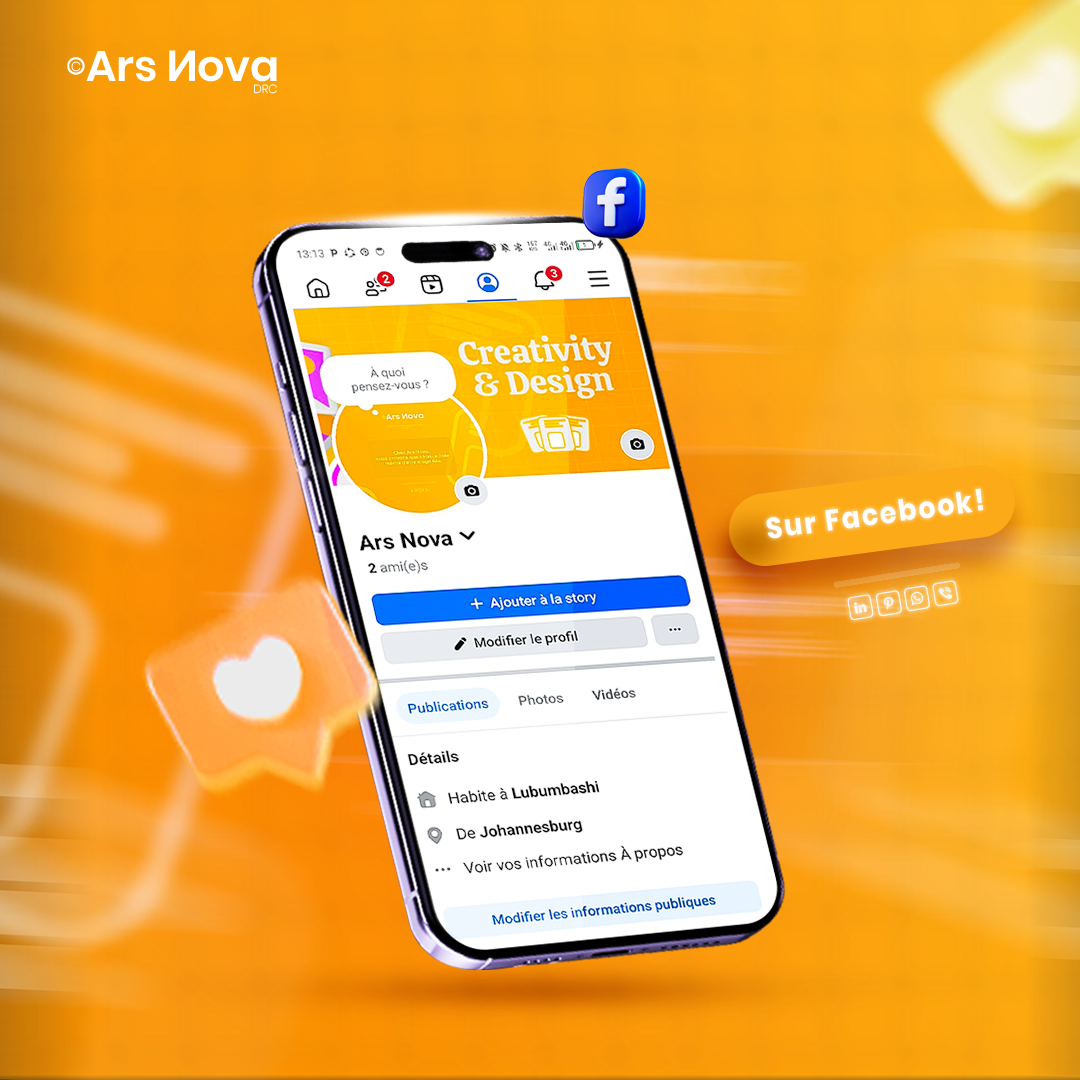 ©Ars Nova
DRC
13:13
2
3
Creativity
& Design
À quoi
pensez-vous ?
Ars Nova
Ars Nova
2 ami(e)s
+ Ajouter à la story
Modifier le profil
Sur Facebook!
Publications Photos Vidéos
Détails
Habite à Lubumbashi
De Johannesburg
Voir vos informations À propos
Modifier les informations publiques